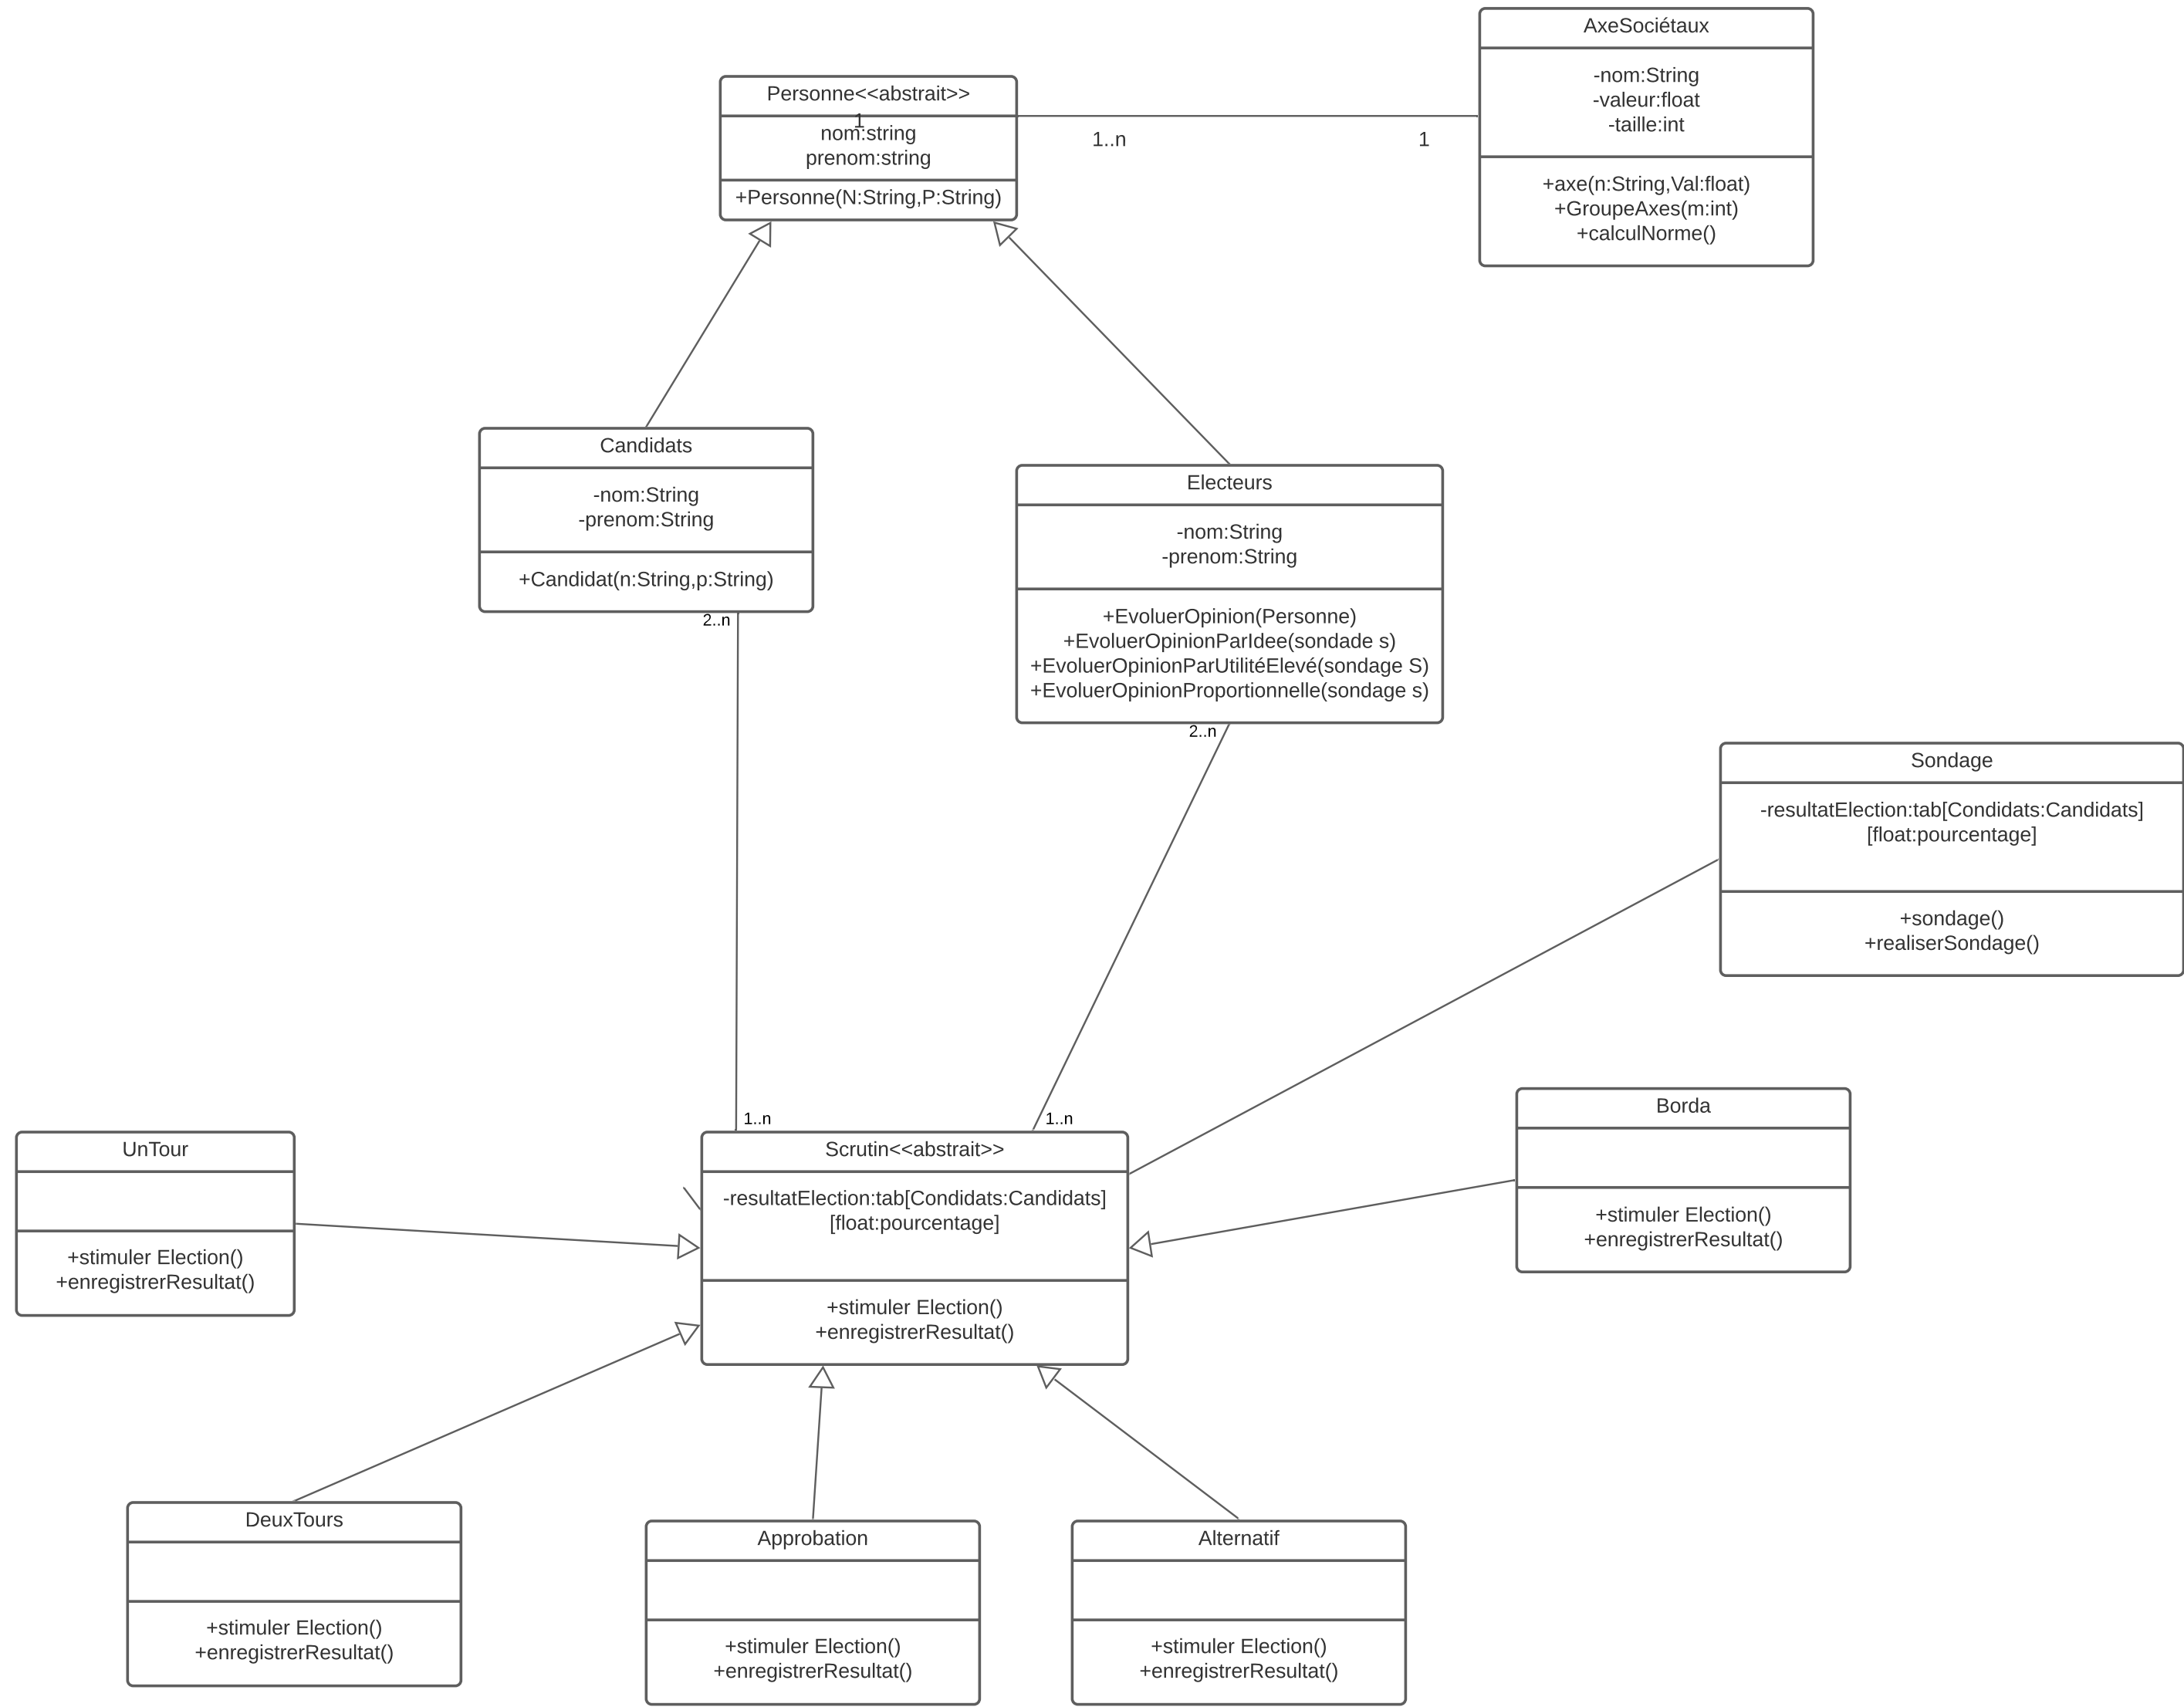 AxeSociétaux
-nom:String
-valeur:float
-taille:int
+axe(n:String,Val:float)
+GroupeAxes(m:int)
+calculNorme()
Personne<<abstrait>>
1
nom:string
prenom:string
+Personne(N:String,P:String)
1..n
1
Candidats
-nom:String
-prenom:String
+Candidat(n:String,p:String)
2..n
Electeurs
-nom:String
-prenom:String
+EvoluerOpinion(Personne)
+EvoluerOpinionParIdee(sondade s)
+EvoluerOpinionParUtilitéElevé(sondage S)
+EvoluerOpinionProportionnelle(sondage s)
2..n
Sondage
-resultatElection:tab[Condidats:Candidats]
[float:pourcentage]
+sondage()
+realiserSondage()
1..n
1..n
UnTour
+stimuler Election()
+enregistrerResultat()
Scrutin<<abstrait>>
-resultatElection:tab[Condidats:Candidats]
[float:pourcentage]
+stimuler Election()
+enregistrerResultat()
Borda
+stimuler Election()
+enregistrerResultat()
DeuxTours
+stimuler Election()
+enregistrerResultat()
Approbation
+stimuler Election()
+enregistrerResultat()
Alternatif
+stimuler Election()
+enregistrerResultat()